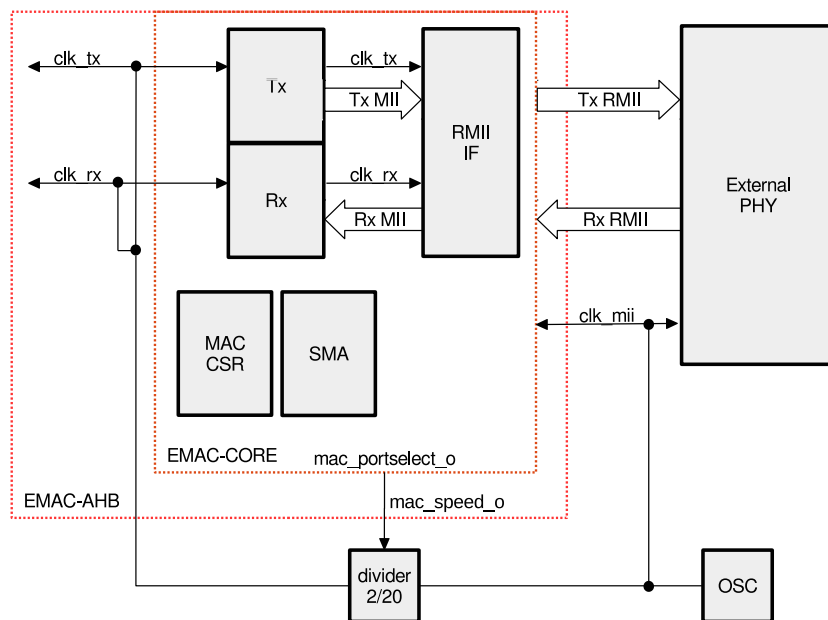 clk_tx
Tx
clk_tx
Tx MII
RMII
IF
Tx RMII
External
PHY
clk_rx
Rx
clk_rx
Rx MII
Rx RMII
clk_mii
MAC
CSR
SMA
EMAC-CORE
mac_portselect_o
EMAC-AHB
mac_speed_o
divider
2/20
OSC